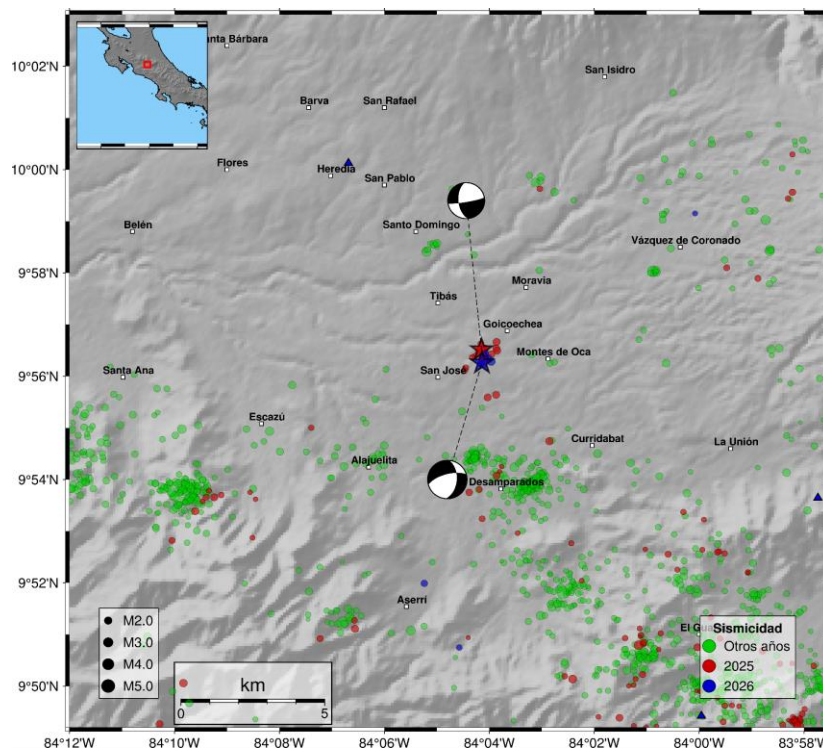 nta Bárbara
10°02'
San Isidro
Barva
San Rafael
10°00'
Flores
Heredia
San Pablo
Belén
Santo Domingo
Vázquez de Coronado
9°58'
Moravia
Tibás
Goicoechea
Montes de Oca
9°56'
Santa Ana
San José
Escazú
Curridabat
La Unión
9°54'
Alajuelita
Desamparados
9°52'
Aserrí
M2.0
M3.0
M4.0
M5.0
El Gua
Sismicidad
Otros años
2025
2026
9°50'
km
0
5
84°12'W
84°10'W
84°08'W
84°06'W
84°04'W
84°02'W
84°00'W
83°58'W